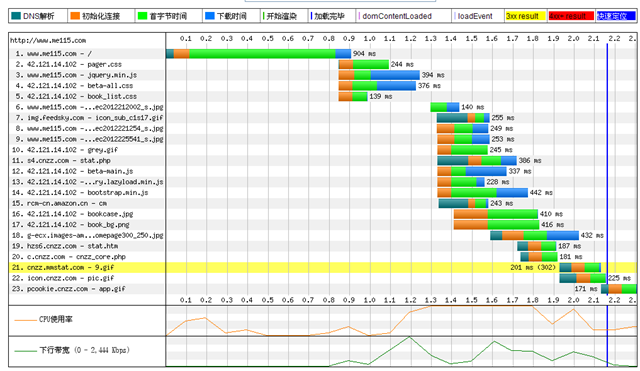 DNS解析 初始化连接 首字节时间 下载时间 开始渲染 加载完毕 domContentLoaded loadEvent 3xx result 4xx+ result 快速定位
http://www.me115.com
0.1 0.2 0.3 0.4 0.5 0.6 0.7 0.8 0.9 1.0 1.1 1.2 1.3 1.4 1.5 1.6 1.7 1.8 1.9 2.0 2.1 2.2 2.3
1. www.me115.com - / 904 ms
2. 42.121.14.102 - pager.css 244 ms
3. www.me115.com - jquery.min.js 394 ms
4. 42.121.14.102 - beta-all.css 376 ms
5. 42.121.14.102 - book_list.css 139 ms
6. www.me115.com - ...ec2012212002_s.jpg 140 ms
7. img.feedsky.com - icon_sub_c1s17.gif 255 ms
8. www.me115.com - ...ec2012221254_s.jpg 249 ms
9. www.me115.com - ...ec2012225541_s.jpg 253 ms
10. 42.121.14.102 - grey.gif 245 ms
11. s4.cnzz.com - stat.php 386 ms
12. 42.121.14.102 - beta-main.js 337 ms
13. 42.121.14.102 - ...ry.lazyload.min.js 228 ms
14. 42.121.14.102 - bootstrap.min.js 442 ms
15. rcm-cn.amazon.cn - cm 243 ms
16. 42.121.14.102 - bookcase.jpg 410 ms
17. 42.121.14.102 - book_bg.png 416 ms
18. g-ecx.images-am...omepage300_250.jpg 432 ms
19. hzs6.cnzz.com - stat.htm 187 ms
20. c.cnzz.com - cnzz_core.php 181 ms
21. cnzz.mmstat.com - 9.gif 201 ms (302)
22. icon.cnzz.com - pic.gif 225 ms
23. pcookie.cnzz.com - app.gif 171 ms
0.1 0.2 0.3 0.4 0.5 0.6 0.7 0.8 0.9 1.0 1.1 1.2 1.3 1.4 1.5 1.6 1.7 1.8 1.9 2.0 2.1 2.2 2.3
CPU使用率
下行带宽 (0 - 2,444 Kbps)